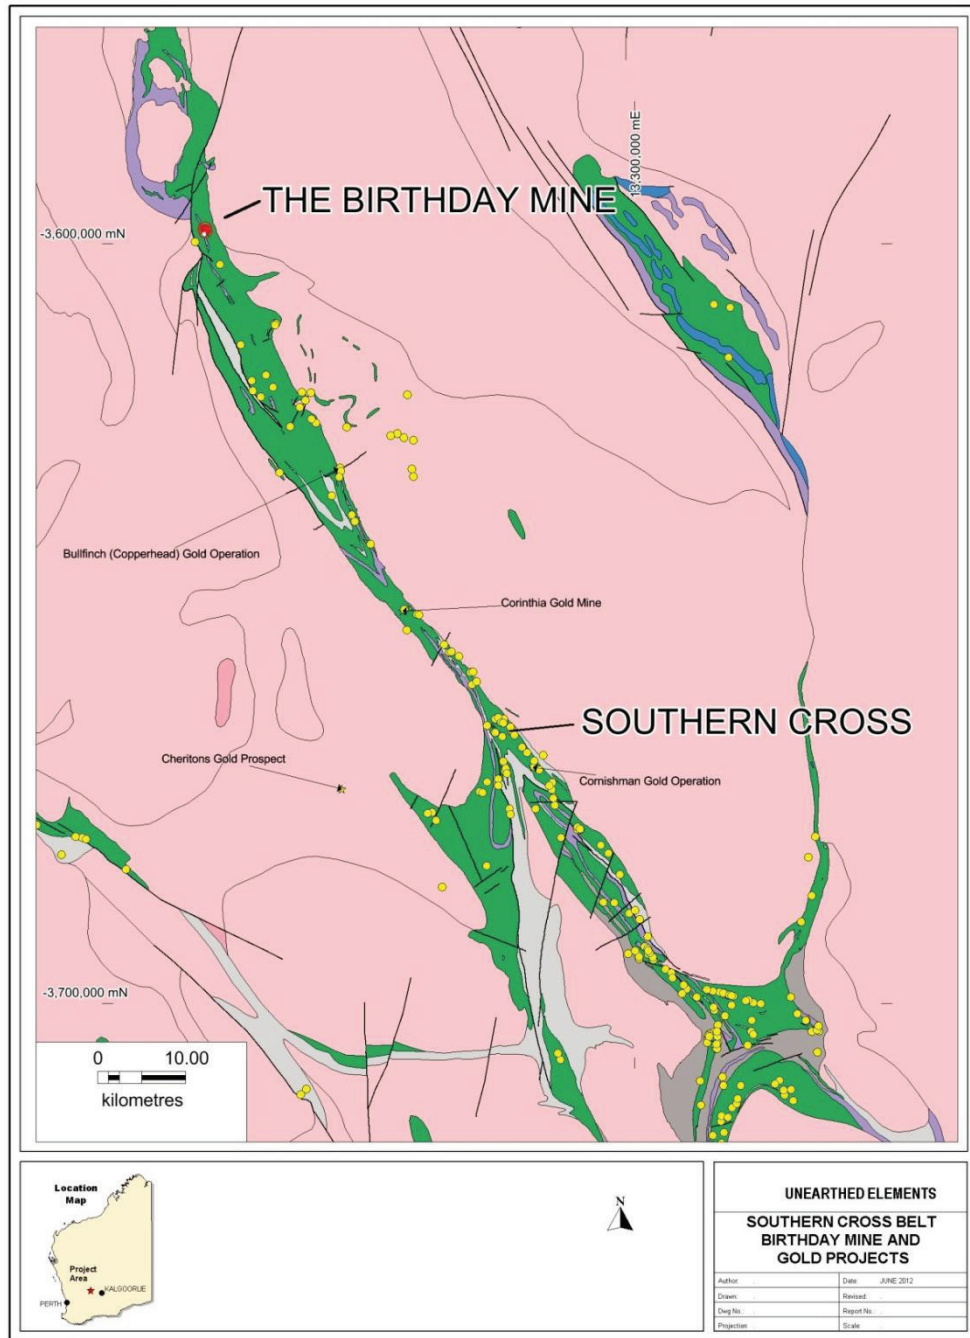 13,300,000 mE
THE BIRTHDAY MINE
-3,600,000 mN
Bullfinch (Copperhead) Gold Operation
Corinthia Gold Mine
SOUTHERN CROSS
Cheritons Gold Prospect
Cornishman Gold Operation
-3,700,000 mN
0 10.00
kilometres
Location
Map
Project
Area
KALGOORLIE
PERTH
N
UNEARTHED ELEMENTS
SOUTHERN CROSS BELT
BIRTHDAY MINE AND
GOLD PROJECTS
Author: Date: JUNE 2012
Drawn: Revised:
Dwg No.: Report No.:
Projection: Scale: